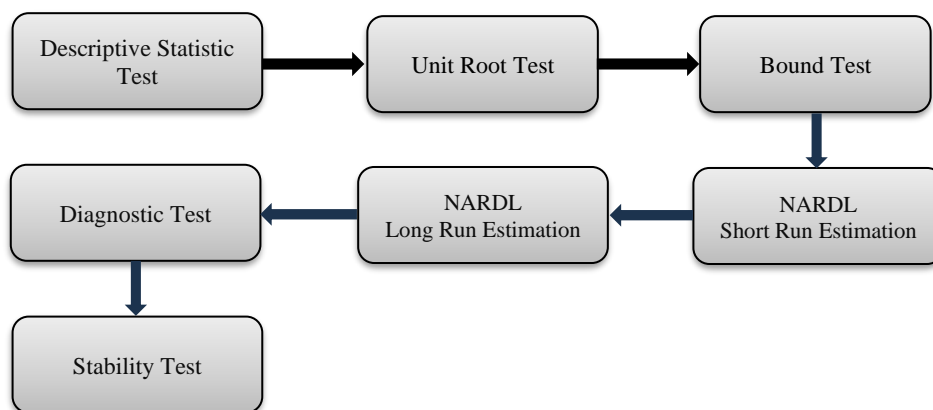 Descriptive Statistic
Test
Unit Root Test
Bound Test
NARDL
Short Run Estimation
NARDL
Long Run Estimation
Diagnostic Test
Stability Test